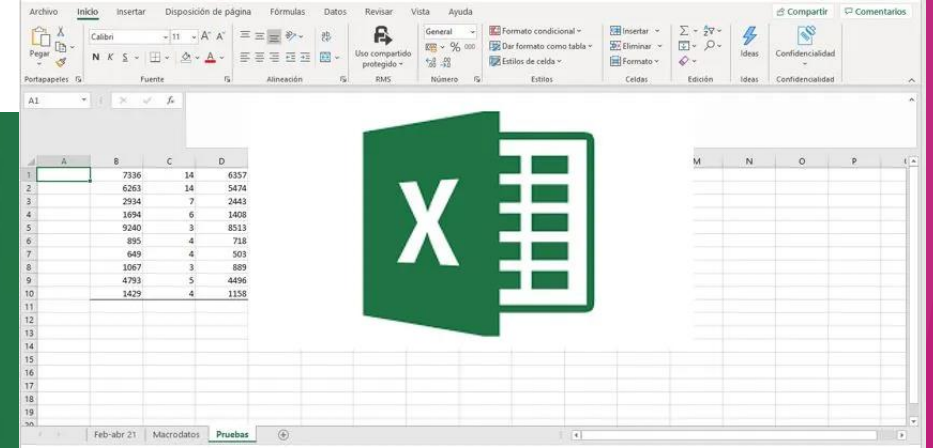 Archivo Inicio Insertar Disposición de página Fórmulas Datos Revisar Vista Ayuda Compartir Comentarios
Pegar
Calibri 11 A A
N K S A
Uso compartido protegido
General
% 000
Formato condicional
Dar formato como tabla
Estilos de celda
Insertar
Eliminar
Formato
Ideas
Confidencialidad
Portapapeles Fuente Alineación RMS Número Estilos Celdas Edición Ideas Confidencialidad
A1 fx
A B C D M N O P
1 7336 14 6357
2 6263 14 5474
3 2934 7 2443
4 1694 6 1408
5 9240 3 8513
6 895 4 718
7 649 4 503
8 1067 3 889
9 4793 5 4496
10 1429 4 1158
11
12
13
14
15
16
17
18
19
20
X
Feb-abr 21 Macrodatos Pruebas